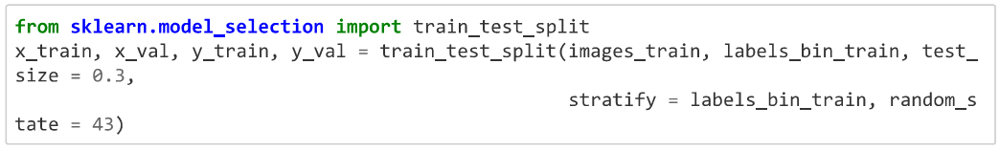 from sklearn.model_selection import train_test_split
x_train, x_val, y_train, y_val = train_test_split(images_train, labels_bin_train, test_
size = 0.3,
stratify = labels_bin_train, random_s
tate = 43)